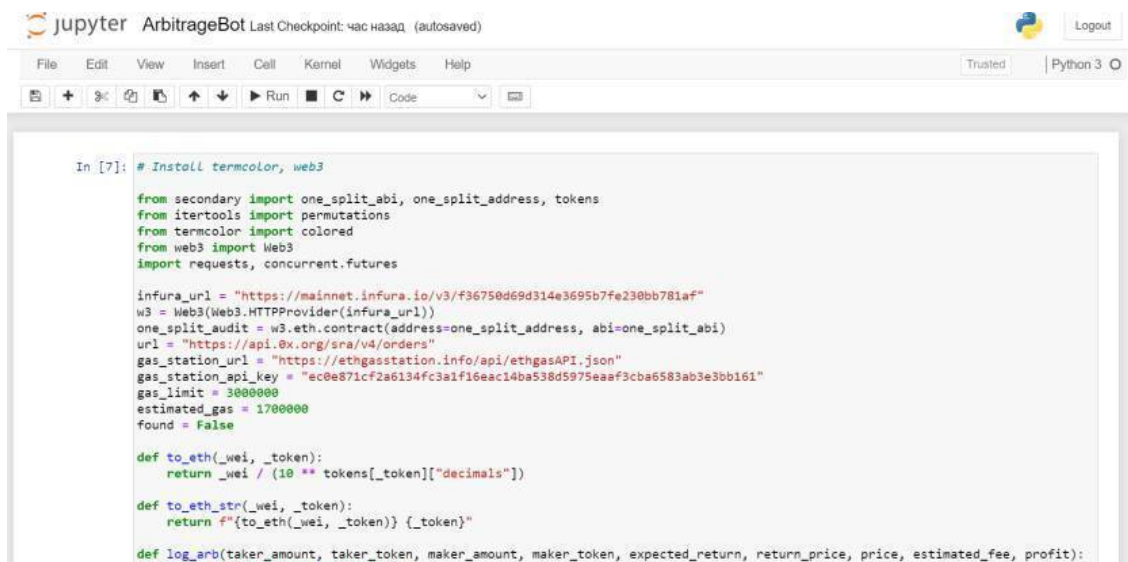 jupyter ArbitrageBot Last Checkpoint: час назад (autosaved)
Logout
File Edit View Insert Cell Kernel Widgets Help
Trusted
Python 3
Run
Code
In [7]: # Install termcolor, web3
from secondary import one_split_abi, one_split_address, tokens
from itertools import permutations
from termcolor import colored
from web3 import Web3
import requests, concurrent.futures
infura_url = "https://mainnet.infura.io/v3/f36750d69d314e3695b7fe230bb781af"
w3 = Web3(Web3.HTTPProvider(infura_url))
one_split_audit = w3.eth.contract(address=one_split_address, abi=one_split_abi)
url = "https://api.0x.org/sra/v4/orders"
gas_station_url = "https://ethgasstation.info/api/ethgasAPI.json"
gas_station_api_key = "ec0e871cf2a6134fc3a1f16eac14ba538d5975eaaf3cba6583ab3e3bb161"
gas_limit = 3000000
estimated_gas = 1700000
found = False
def to_eth(_wei, _token):
    return _wei / (10 ** tokens[_token]["decimals"])
def to_eth_str(_wei, _token):
    return f"{to_eth(_wei, _token)} {_token}"
def log_arb(taker_amount, taker_token, maker_amount, maker_token, expected_return, return_price, price, estimated_fee, profit):